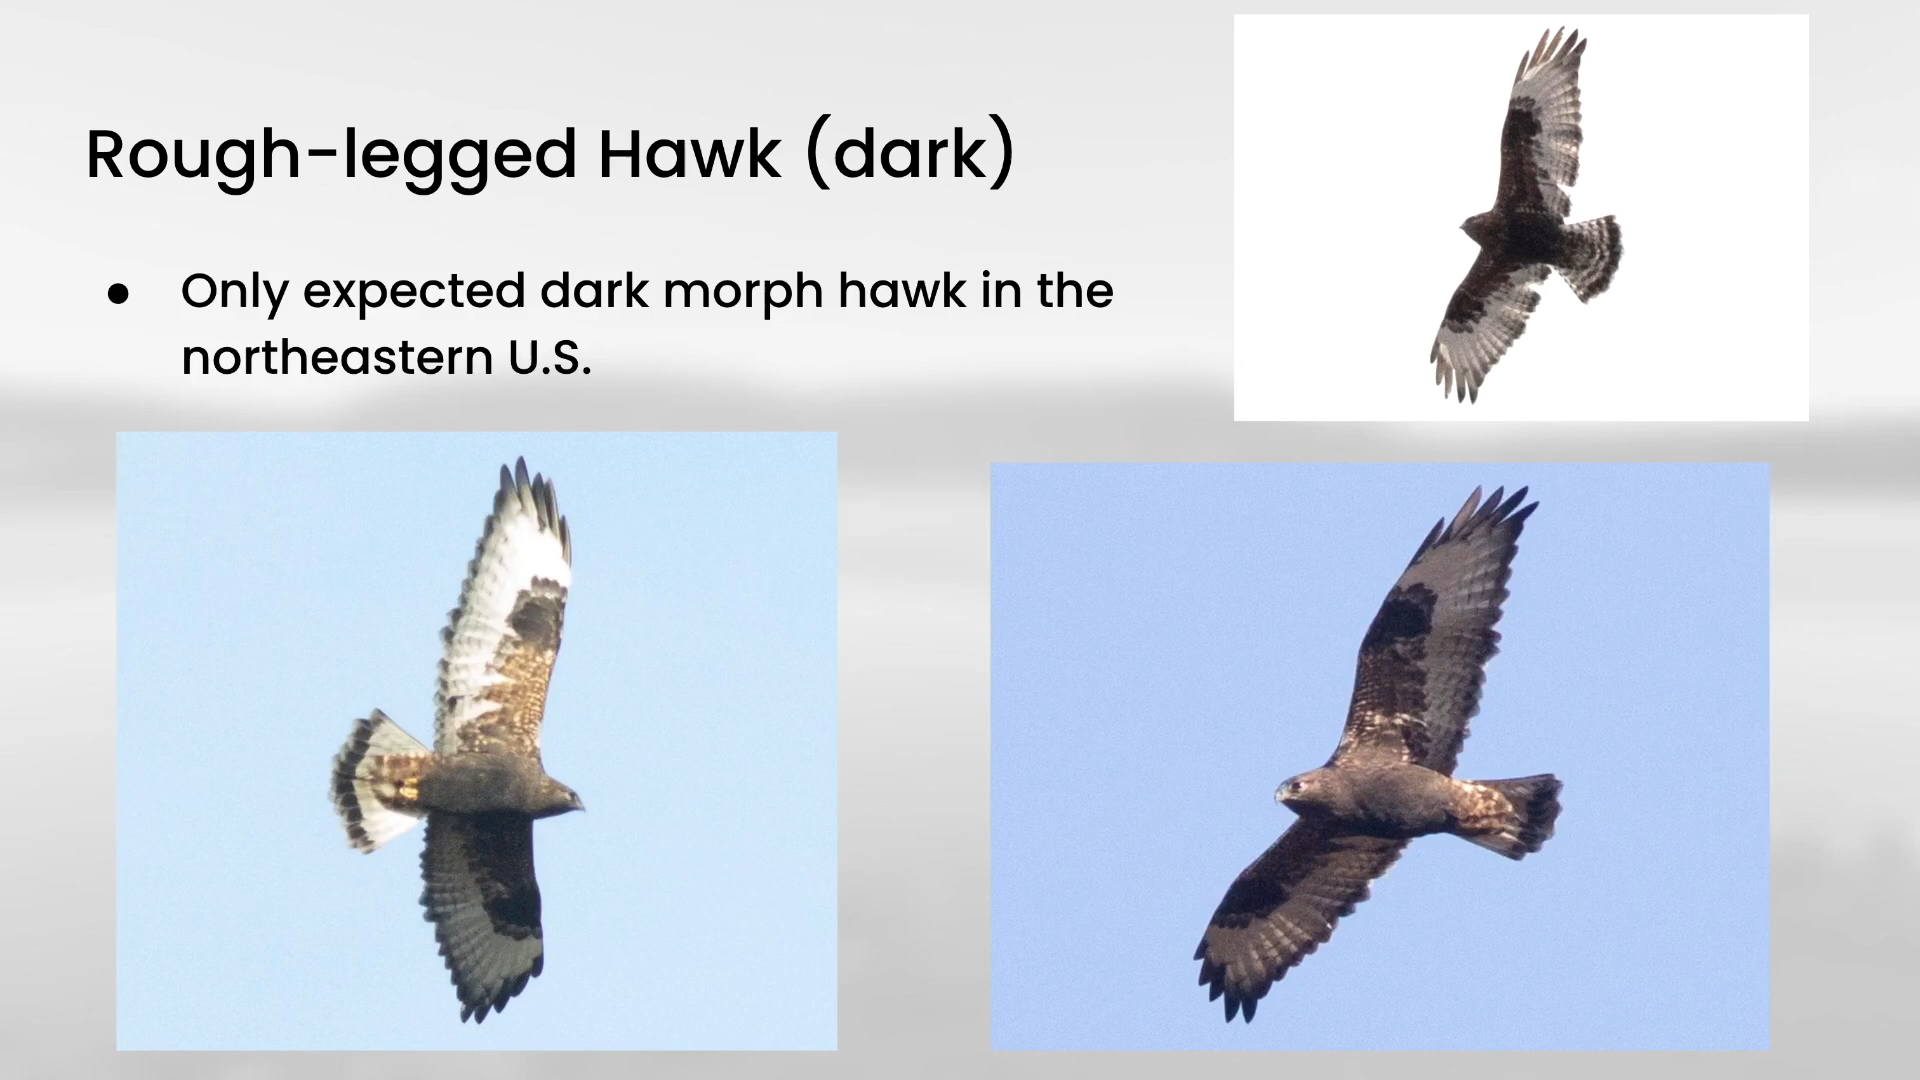 Rough-legged Hawk (dark)
● Only expected dark morph hawk in the
northeastern U.S.